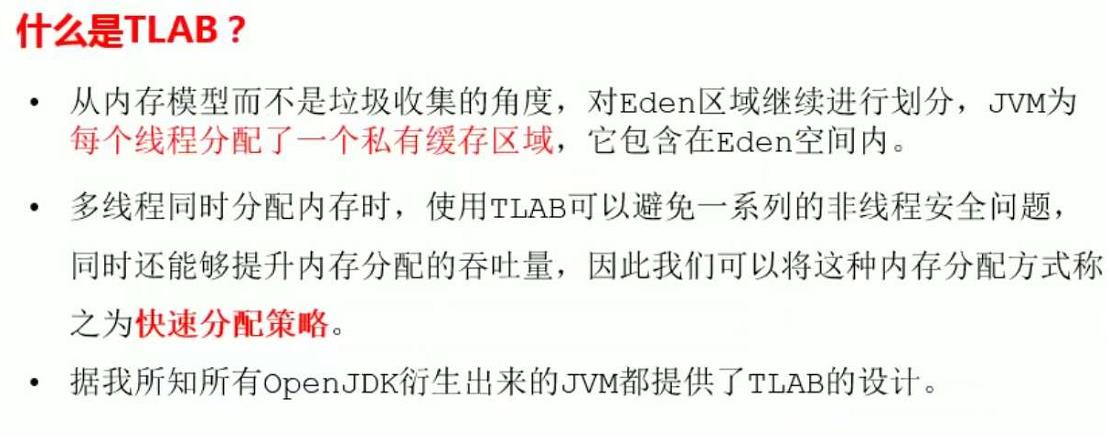 什么是TLAB？
• 从内存模型而不是垃圾收集的角度，对Eden区域继续进行划分，JVM为
每个线程分配了一个私有缓存区域，它包含在Eden空间内。
• 多线程同时分配内存时，使用TLAB可以避免一系列的非线程安全问题，
同时还能够提升内存分配的吞吐量，因此我们可以将这种内存分配方式称
之为快速分配策略。
• 据我所知所有OpenJDK衍生出来的JVM都提供了TLAB的设计。